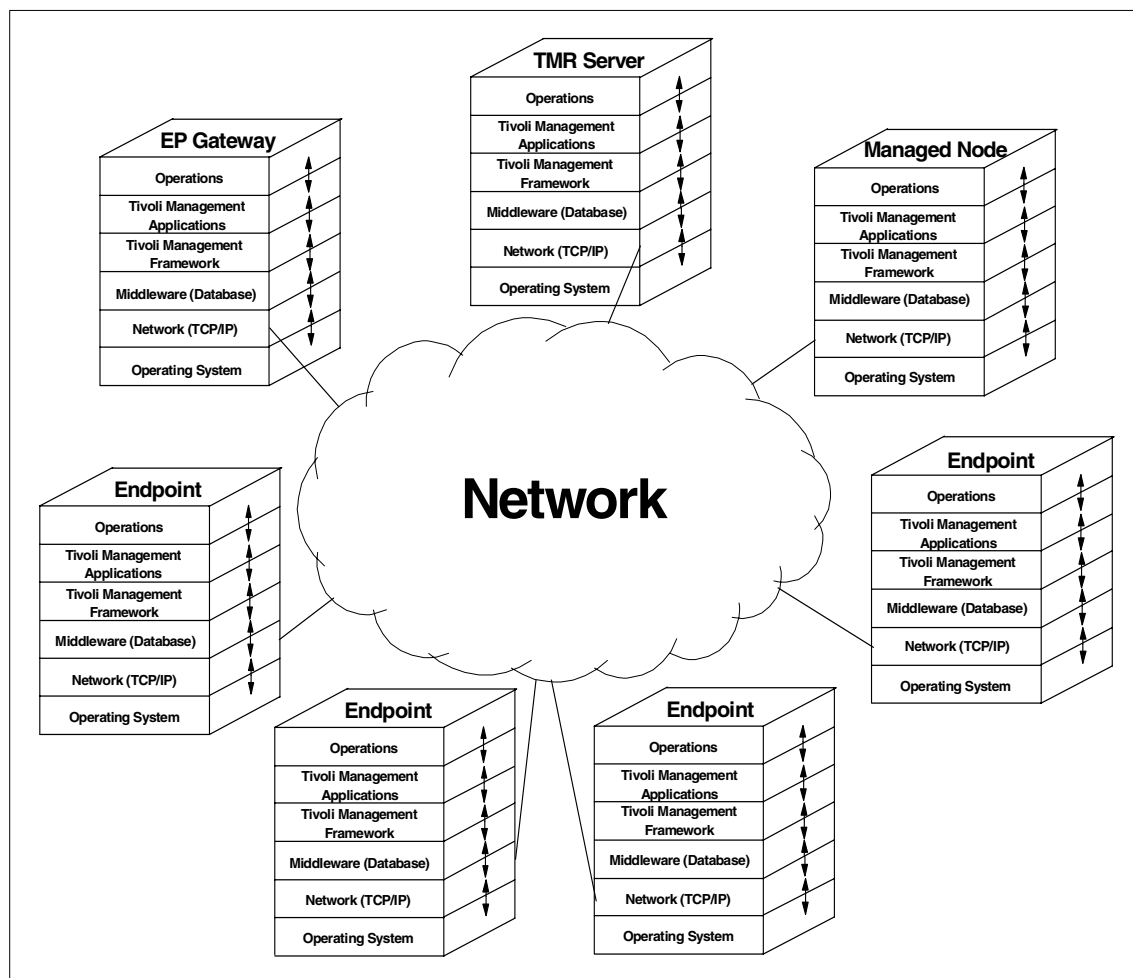 TMR Server
Operations
Tivoli Management
Applications
Tivoli Management
Framework
Middleware (Database)
Network (TCP/IP)
Operating System
EP Gateway
Operations
Tivoli Management
Applications
Tivoli Management
Framework
Middleware (Database)
Network (TCP/IP)
Operating System
Managed Node
Operations
Tivoli Management
Applications
Tivoli Management
Framework
Middleware (Database)
Network (TCP/IP)
Operating System
Network
Endpoint
Operations
Tivoli Management
Applications
Tivoli Management
Framework
Middleware (Database)
Network (TCP/IP)
Operating System
Endpoint
Operations
Tivoli Management
Applications
Tivoli Management
Framework
Middleware (Database)
Network (TCP/IP)
Operating System
Endpoint
Operations
Tivoli Management
Applications
Tivoli Management
Framework
Middleware (Database)
Network (TCP/IP)
Operating System
Endpoint
Operations
Tivoli Management
Applications
Tivoli Management
Framework
Middleware (Database)
Network (TCP/IP)
Operating System